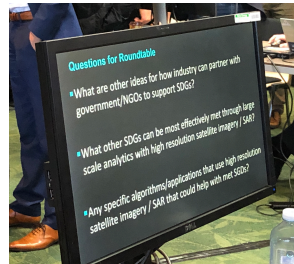 Questions for Roundtable
▪What are other ideas for how industry can partner with
government/NGOs to support SDGs?
▪What other SDGs can be most effectively met through large
scale analytics with high resolution satellite imagery / SAR?
▪Any specific algorithms/applications that use high resolution
satellite imagery / SAR that could help with met SGDs?
DELL